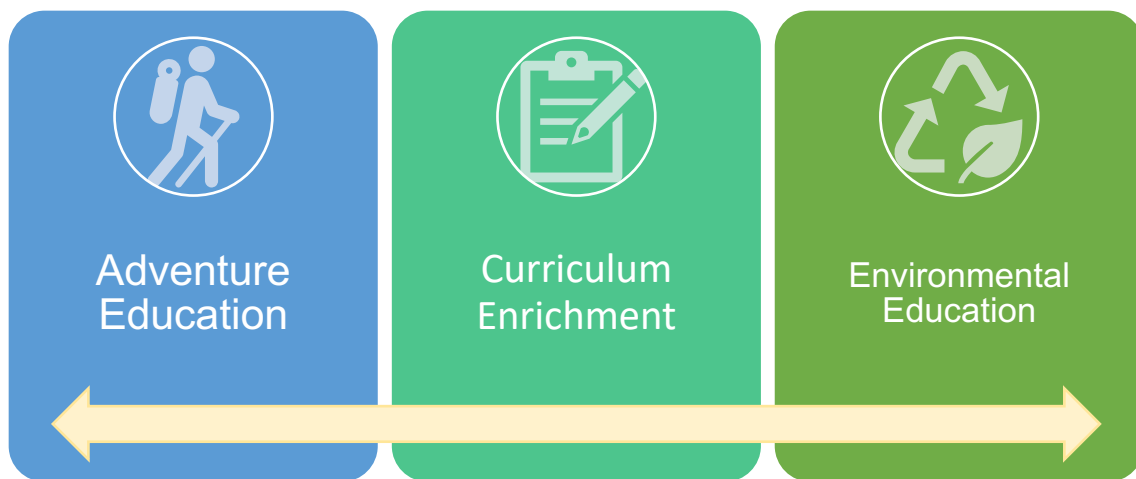 Adventure
Education
Curriculum
Enrichment
Environmental
Education